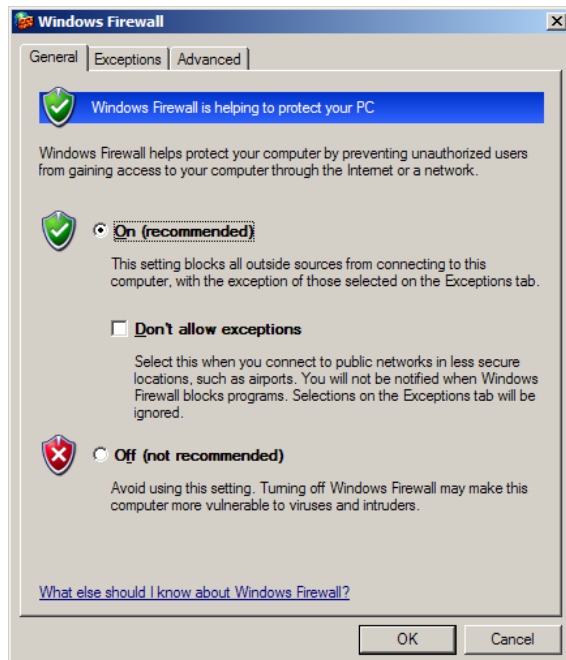 Windows Firewall
General
Exceptions
Advanced
Windows Firewall is helping to protect your PC
Windows Firewall helps protect your computer by preventing unauthorized users
from gaining access to your computer through the Internet or a network.
On (recommended)
This setting blocks all outside sources from connecting to this
computer, with the exception of those selected on the Exceptions tab.
Don't allow exceptions
Select this when you connect to public networks in less secure
locations, such as airports. You will not be notified when Windows
Firewall blocks programs. Selections on the Exceptions tab will be
ignored.
Off (not recommended)
Avoid using this setting. Turning off Windows Firewall may make this
computer more vulnerable to viruses and intruders.
What else should I know about Windows Firewall?
OK
Cancel